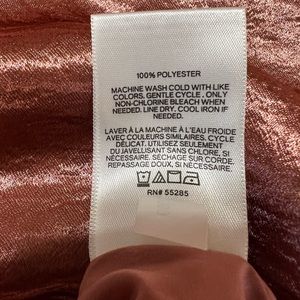 100% POLYESTER
MACHINE WASH COLD WITH LIKE
COLORS. GENTLE CYCLE . ONLY
NON-CHLORINE BLEACH WHEN
NEEDED. LINE DRY. COOL IRON IF
NEEDED.
LAVER À LA MACHINE À L'EAU FROIDE
AVEC COULEURS SIMILAIRES. CYCLE
DÉLICAT. UTILISEZ SEULEMENT
DU JAVELLISANT SANS CHLORE, SI
NÉCESSAIRE. SÉCHAGE SUR CORDE.
REPASSAGE DOUX, SI NÉCESSAIRE.
RN# 55285